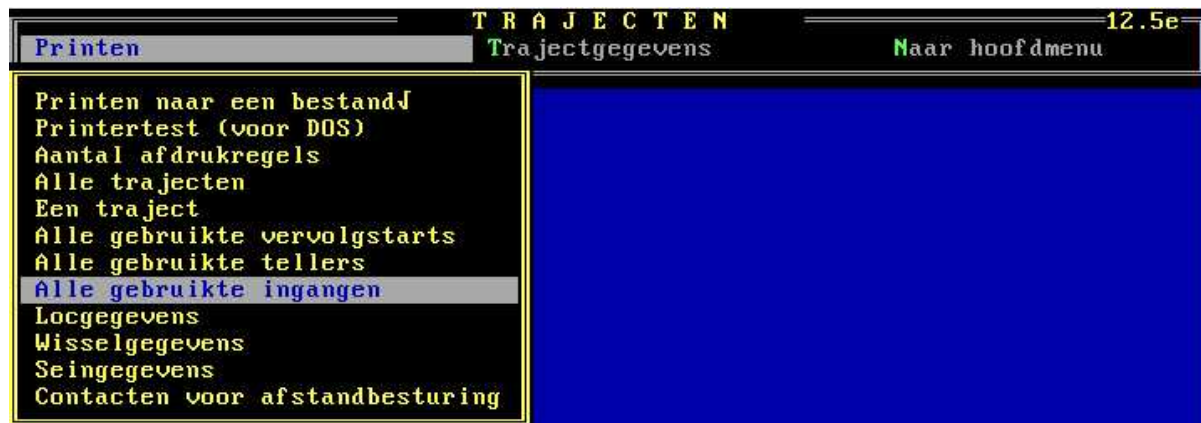 T R A J E C T E N 12.5e
Printen Trajectgegevens Naar hoofdmenu
Printen naar een bestand√
Printertest (voor DOS)
Aantal afdrukregels
Alle trajecten
Een traject
Alle gebruikte vervolgstarts
Alle gebruikte tellers
Alle gebruikte ingangen
Locgegevens
Wisselgegevens
Seingegevens
Contacten voor afstandbesturing